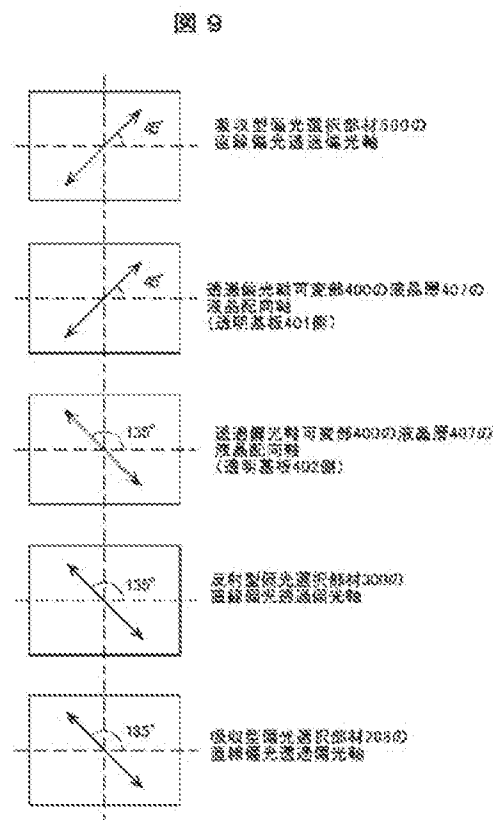 図 9
45°
吸収型偏光選択部材500の
直線偏光透過偏光軸
45°
透過偏光軸可変部400の液晶層407の
液晶配向軸
(透明基板401側)
135°
透過偏光軸可変部400の液晶層407の
液晶配向軸
(透明基板402側)
135°
反射型偏光選択部材300の
直線偏光透過偏光軸
135°
吸収型偏光選択部材208の
直線偏光透過偏光軸